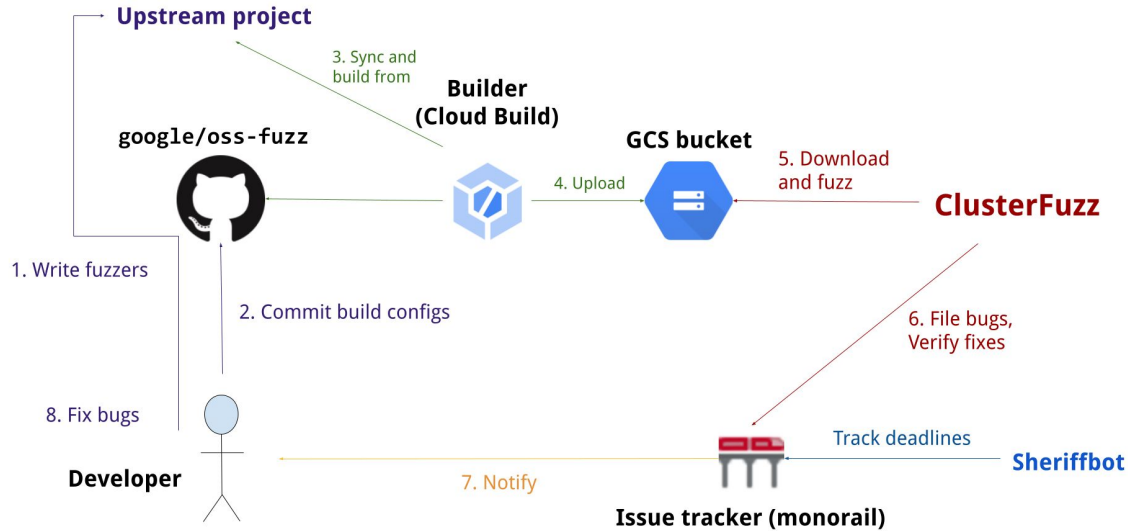 Upstream project
3. Sync and
build from
Builder
(Cloud Build)
google/oss-fuzz
GCS bucket
4. Upload
5. Download
and fuzz
ClusterFuzz
1. Write fuzzers
2. Commit build configs
6. File bugs,
Verify fixes
8. Fix bugs
Developer
7. Notify
Track deadlines
Sheriffbot
Issue tracker (monorail)